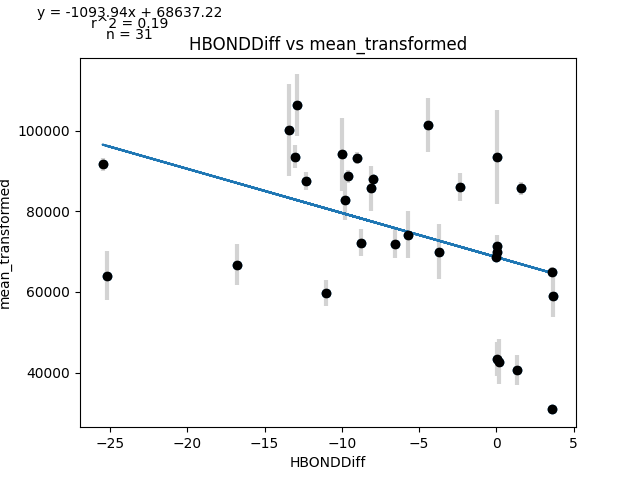 y = -1093.94x + 68637.22
r^2 = 0.19
n = 31
HBONDDiff vs mean_transformed
mean_transformed
100000
80000
60000
40000
−25
−20
−15
−10
−5
0
5
HBONDDiff